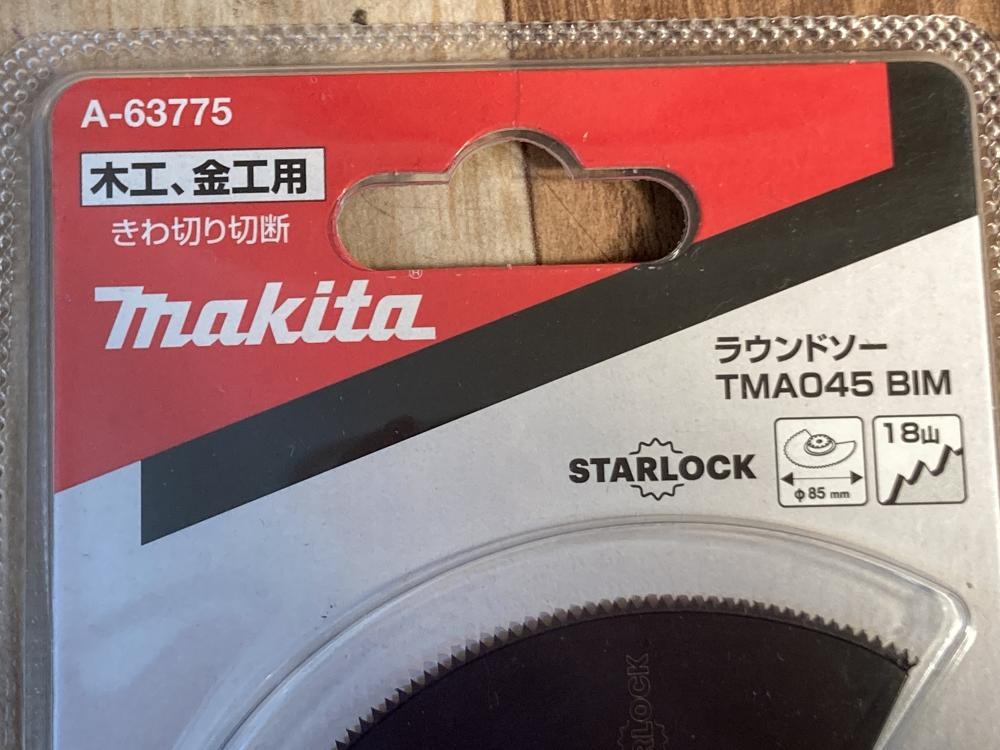 A-63775
木工、金工用
きわ切り切断
makita®
ラウンドソー
TMA045 BIM
STARLOCK
φ85 mm
18山
STARLOCK